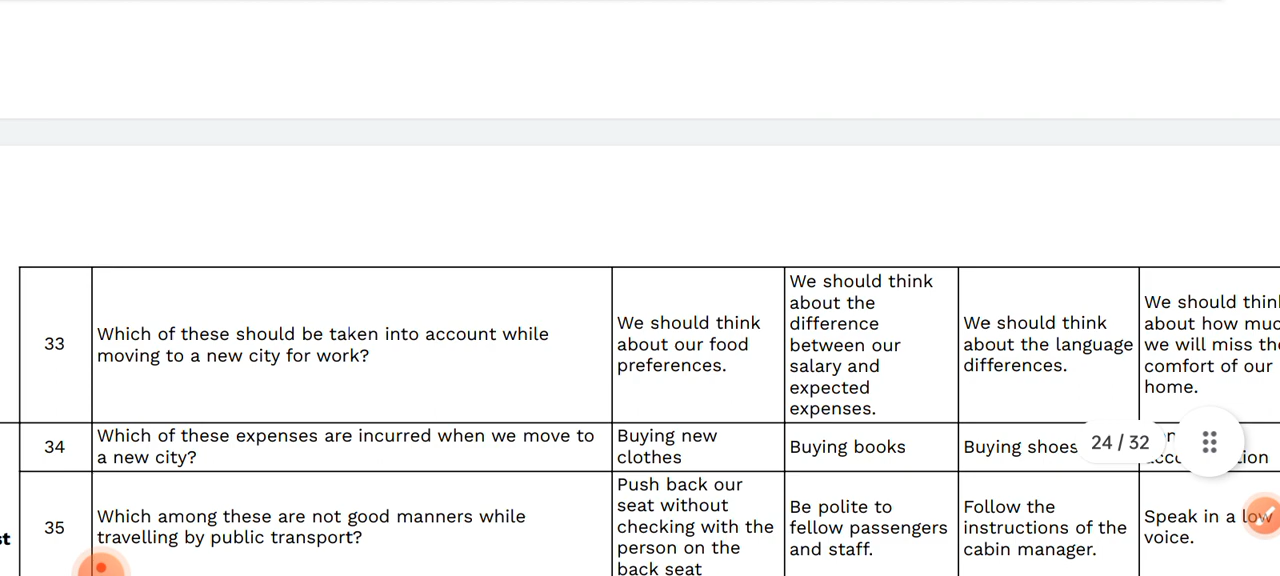 33
Which of these should be taken into account while
moving to a new city for work?
We should think
about our food
preferences.
We should think
about the
difference
between our
salary and
expected
expenses.
We should think
about the language
differences.
We should
about how
we will miss
comfort of our
home.
34
Which of these expenses are incurred when we move to
a new city?
Buying new
clothes
Buying books
Buying shoes
24 / 32
35
Which among these are not good manners while
travelling by public transport?
Push back our
seat without
checking with the
person on the
back seat
Be polite to
fellow passengers
and staff.
Follow the
instructions of the
cabin manager.
Speak in a low
voice.